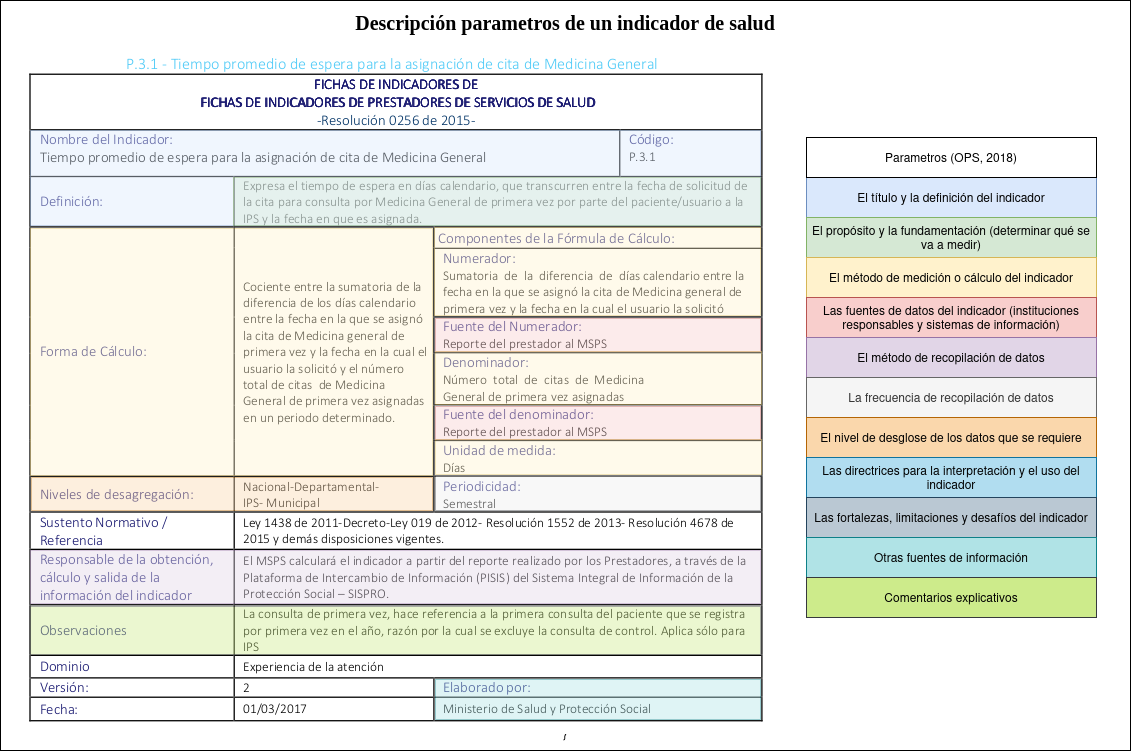 Descripción parametros de un indicador de salud
P.3.1 - Tiempo promedio de espera para la asignación de cita de Medicina General
FICHAS DE INDICADORES DE
FICHAS DE INDICADORES DE PRESTADORES DE SERVICIOS DE SALUD
-Resolución 0256 de 2015-
Nombre del Indicador:
Tiempo promedio de espera para la asignación de cita de Medicina General
Código:
P.3.1
Definición:
Expresa el tiempo de espera en días calendario, que transcurren entre la fecha de solicitud de
la cita para consulta por Medicina General de primera vez por parte del paciente/usuario a la
IPS y la fecha en que es asignada.
Forma de Cálculo:
Cociente entre la sumatoria de la
diferencia de los días calendario
entre la fecha en la que se asignó
la cita de Medicina general de
primera vez y la fecha en la cual el
usuario la solicitó y el número
total de citas de Medicina
General de primera vez asignadas
en un periodo determinado.
Componentes de la Fórmula de Cálculo:
Numerador:
Sumatoria de la diferencia de días calendario entre la
fecha en la que se asignó la cita de Medicina general de
primera vez y la fecha en la cual el usuario la solicitó
Fuente del Numerador:
Reporte del prestador al MSPS
Denominador:
Número total de citas de Medicina
General de primera vez asignadas
Fuente del denominador:
Reporte del prestador al MSPS
Unidad de medida:
Días
Niveles de desagregación:
Nacional-Departamental-
IPS- Municipal
Periodicidad:
Semestral
Sustento Normativo /
Referencia
Ley 1438 de 2011-Decreto-Ley 019 de 2012- Resolución 1552 de 2013- Resolución 4678 de
2015 y demás disposiciones vigentes.
Responsable de la obtención,
cálculo y salida de la
información del indicador
El MSPS calculará el indicador a partir del reporte realizado por los Prestadores, a través de la
Plataforma de Intercambio de Información (PISIS) del Sistema Integral de Información de la
Protección Social – SISPRO.
Observaciones
La consulta de primera vez, hace referencia a la primera consulta del paciente que se registra
por primera vez en el año, razón por la cual se excluye la consulta de control. Aplica sólo para
IPS
Dominio
Experiencia de la atención
Versión:
2
Elaborado por:
Fecha:
01/03/2017
Ministerio de Salud y Protección Social
Parametros (OPS, 2018)
El título y la definición del indicador
El propósito y la fundamentación (determinar qué se
va a medir)
El método de medición o cálculo del indicador
Las fuentes de datos del indicador (instituciones
responsables y sistemas de información)
El método de recopilación de datos
La frecuencia de recopilación de datos
El nivel de desglose de los datos que se requiere
Las directrices para la interpretación y el uso del
indicador
Las fortalezas, limitaciones y desafíos del indicador
Otras fuentes de información
Comentarios explicativos